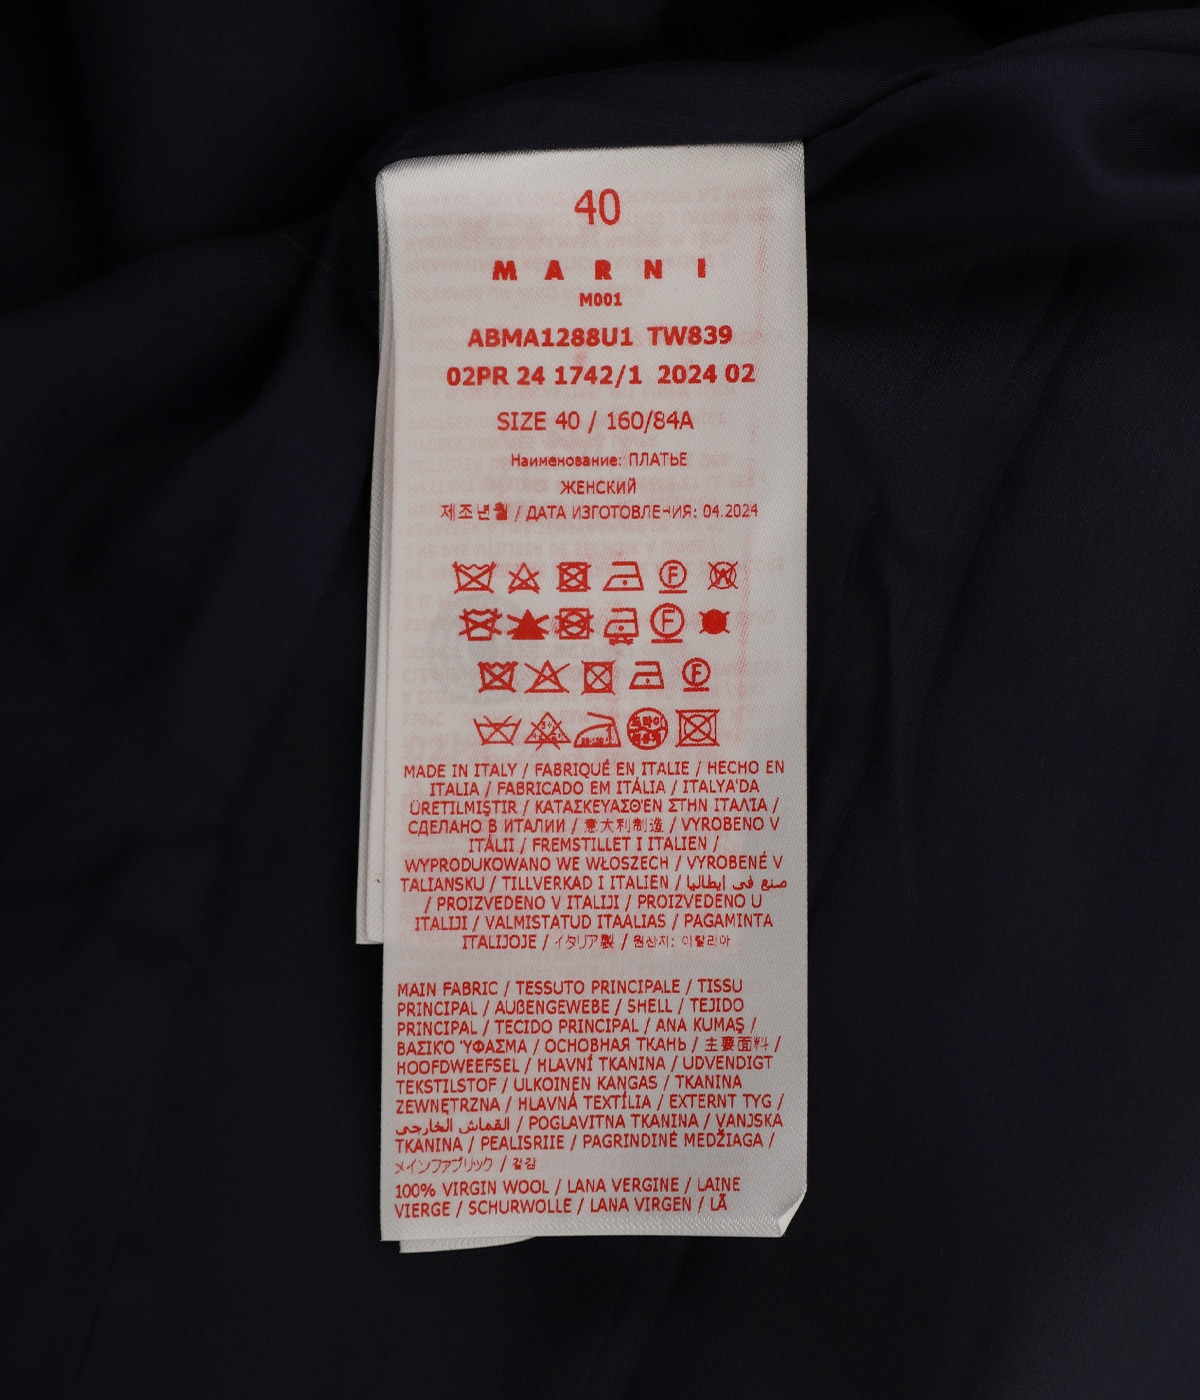 40
MARNI
M001
ABMA1288U1 TW839
02PR 24 1742/1 2024 02
SIZE 40 / 160/84A
Наименование: ПЛАТЬЕ
ЖЕНСКИЙ
제조년월 / ДАТА ИЗГОТОВЛЕНИЯ: 04.2024
F W
F
F
드라이
MADE IN ITALY / FABRIQUÉ EN ITALIE / HECHO EN
ITALIA / FABRICADO EM ITÁLIA / ITALYA'DA
ÜRETILMIŞTIR / ΚΑΤΑΣΚΕΥΑΣΘΈΝ ΣΤΗΝ ΙΤΑΛΊΑ /
СДЕЛАНО В ИТАЛИИ / 意大利制造 / VYROBENO V
ITÁLII / FREMSTILLET I ITALIEN /
WYPRODUKOWANO WE WŁOSZECH / VYROBENÉ V
TALIANSKU / TILLVERKAD I ITALIEN / صنع في إيطاليا
/ PROIZVEDENO V ITALIJI / PROIZVEDENO U
ITALIJI / VALMISTATUD ITAALIAS / PAGAMINTA
ITALIJOJE / イタリア製 / 원산지: 이탈리아
MAIN FABRIC / TESSUTO PRINCIPALE / TISSU
PRINCIPAL / AUßENGEWEBE / SHELL / TEJIDO
PRINCIPAL / TECIDO PRINCIPAL / ANA KUMAŞ /
ΒΑΣΙΚΌ ΎΦΑΣΜΑ / ОСНОВНАЯ ТКАНЬ / 主要面料 /
HOOFDWEEFSEL / HLAVNÍ TKANINA / UDVENDIGT
TEKSTILSTOF / ULKOINEN KANGAS / TKANINA
ZEWNĘTRZNA / HLAVNÁ TEXTÍLIA / EXTERNT TYG /
القماش الخارجي / POGLAVITNA TKANINA / VANJSKA
TKANINA / PEALISRIIE / PAGRINDINĖ MEDŽIAGA /
メインファブリック / 겉감
100% VIRGIN WOOL / LANA VERGINE / LAINE
VIERGE / SCHURWOLLE / LANA VIRGEN / LÃ